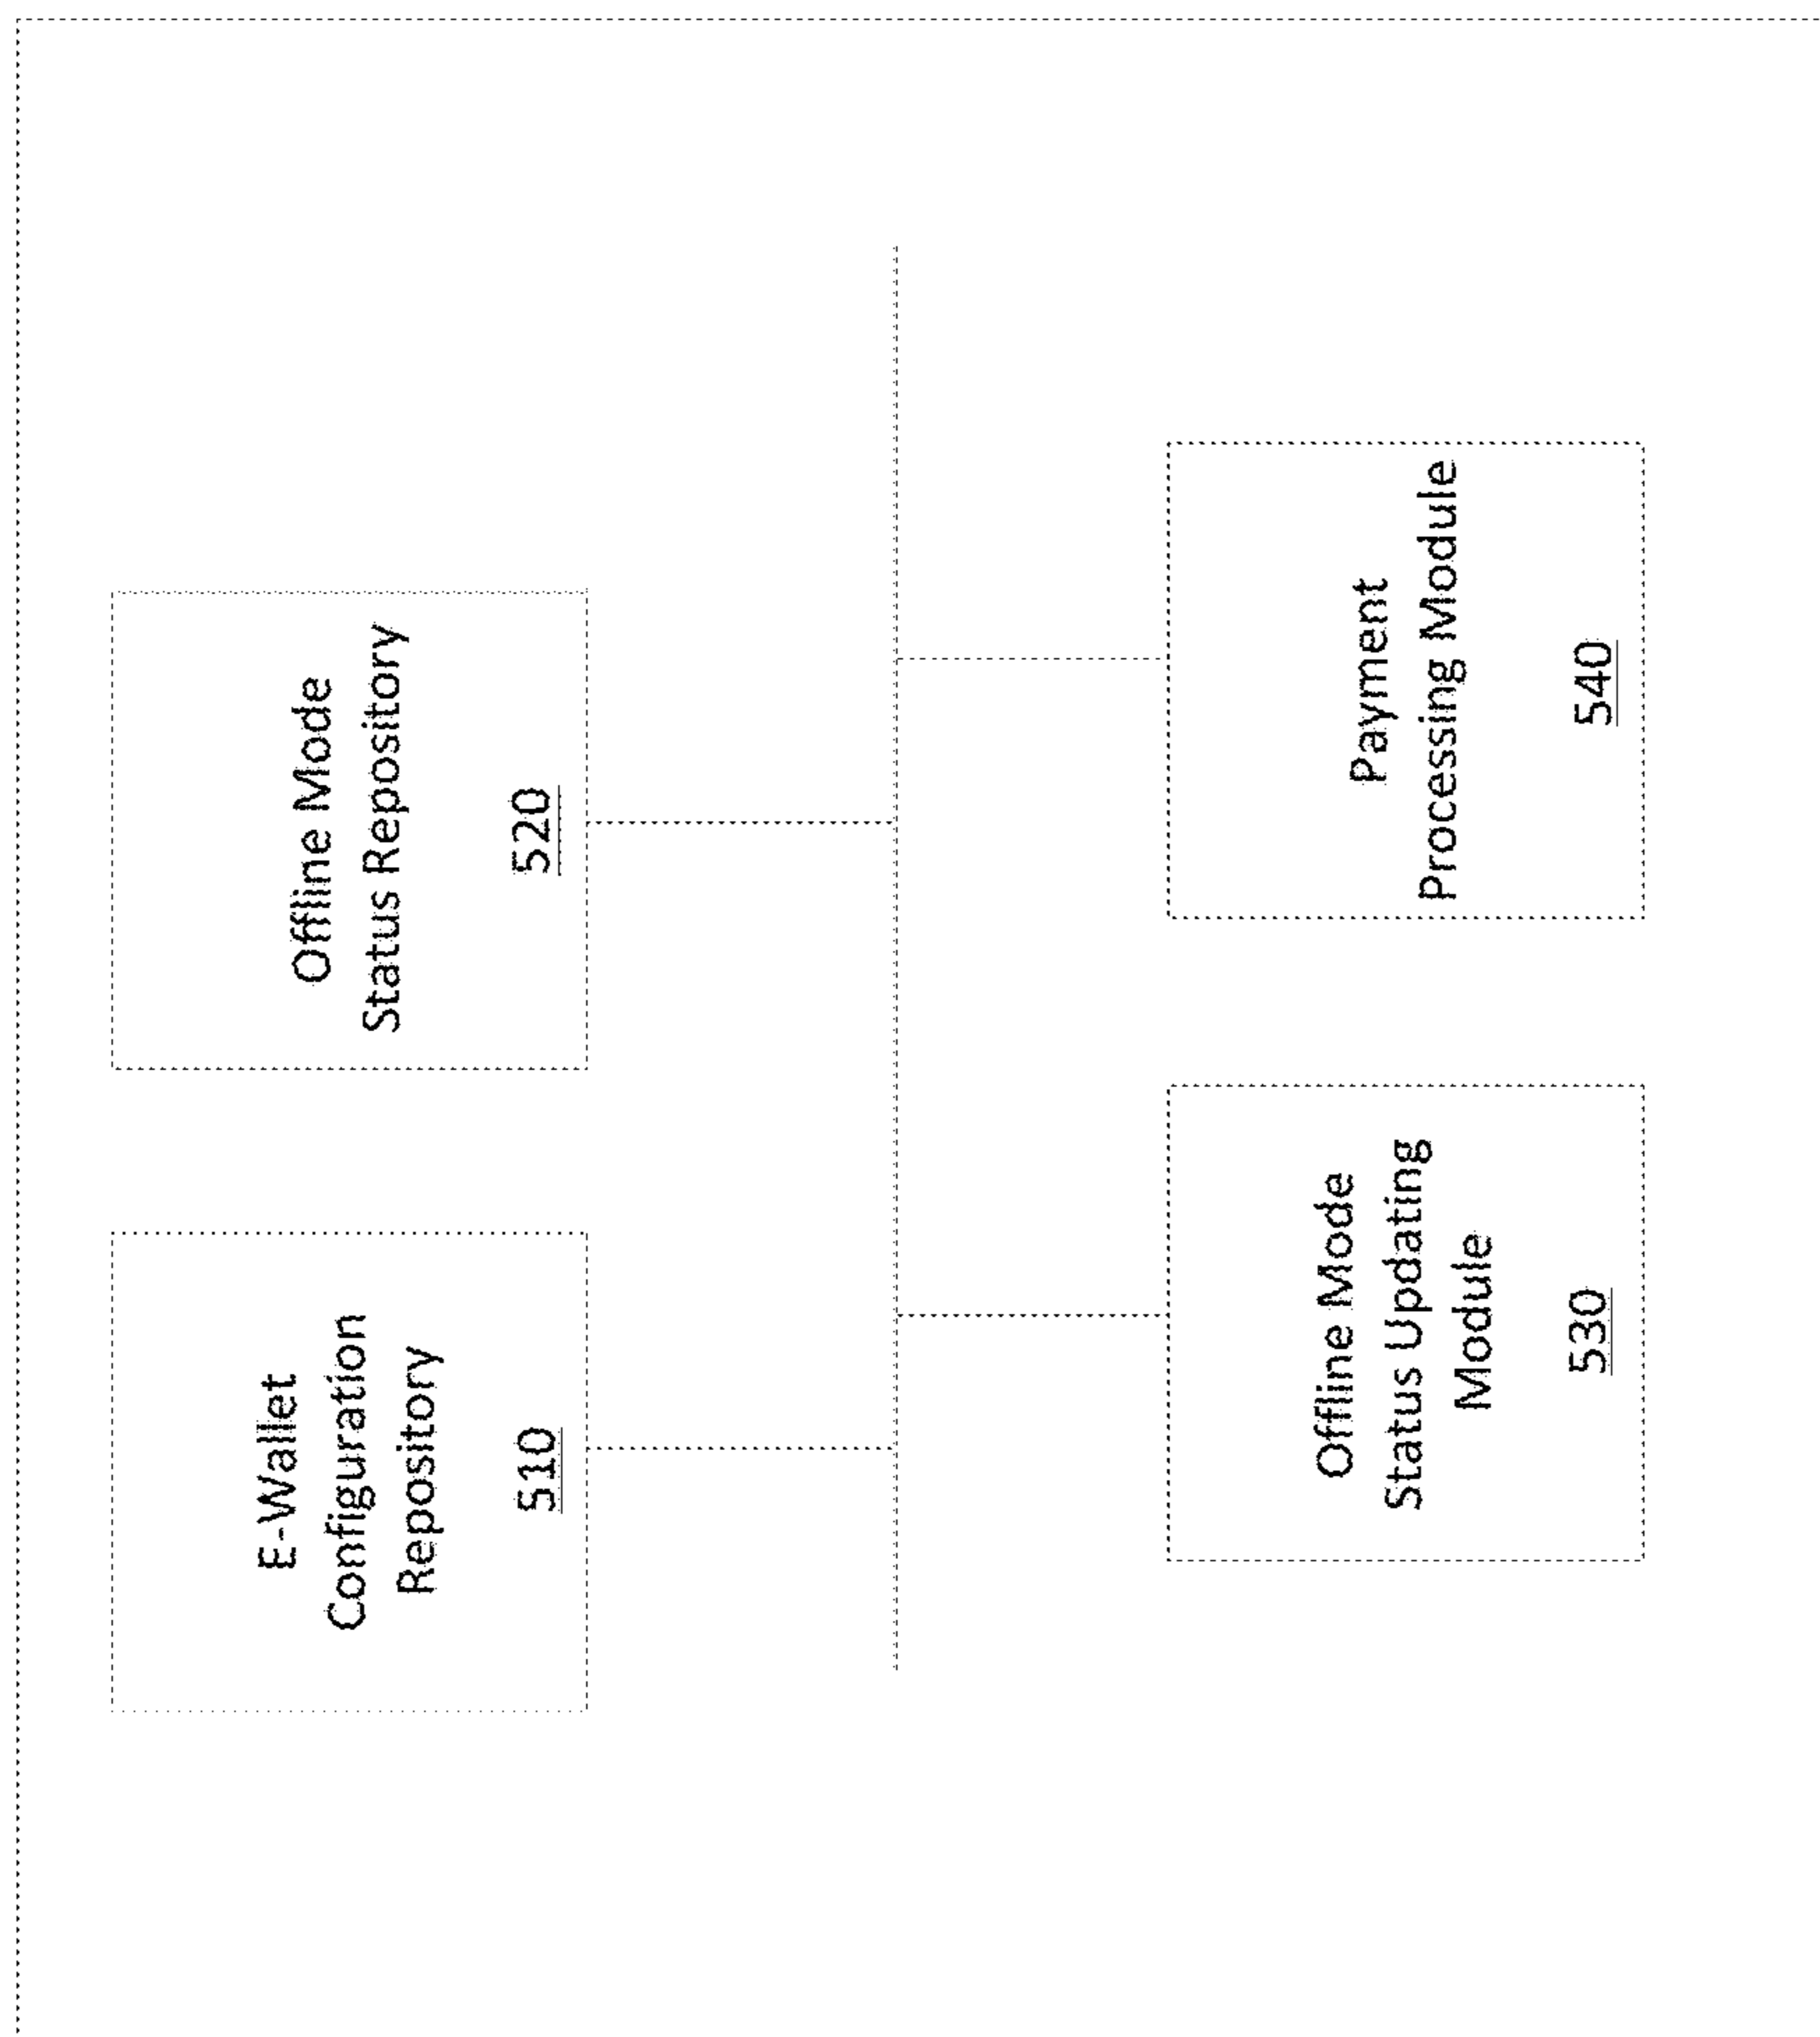 E-Wallet
Configuration
Repository
510
Offline Mode
Status Repository
520
Offline Mode
Status Updating
Module
530
Payment
Processing Module
540